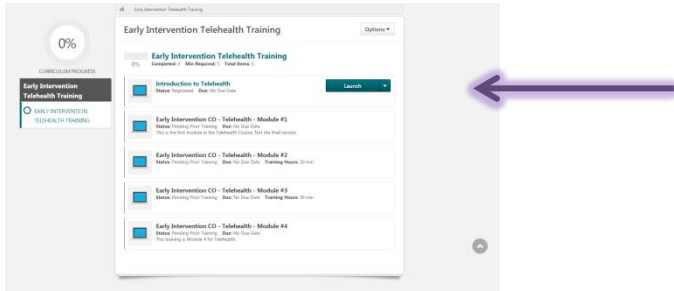 Early Intervention Telehealth Training
Early Intervention Telehealth Training
Options
0%
CURRICULUM PROGRESS
Early Intervention
Telehealth Training
EARLY INTERVENTION
TELEHEALTH TRAINING
0%
Early Intervention Telehealth Training
Completed: 0 Min Required: 5 Total Items: 5
Introduction to Telehealth
Status: Registered Due: No Due Date
Launch
Early Intervention CO - Telehealth - Module #1
Status: Pending Prior Training Due: No Due Date
This is the first module in the Telehealth Course. Not the final version.
Early Intervention CO - Telehealth - Module #2
Status: Pending Prior Training Due: No Due Date Training Hours: 30 min
Early Intervention CO - Telehealth - Module #3
Status: Pending Prior Training Due: No Due Date Training Hours: 30 min
Early Intervention CO - Telehealth - Module #4
Status: Pending Prior Training Due: No Due Date
This training is Module 4 for Telehealth